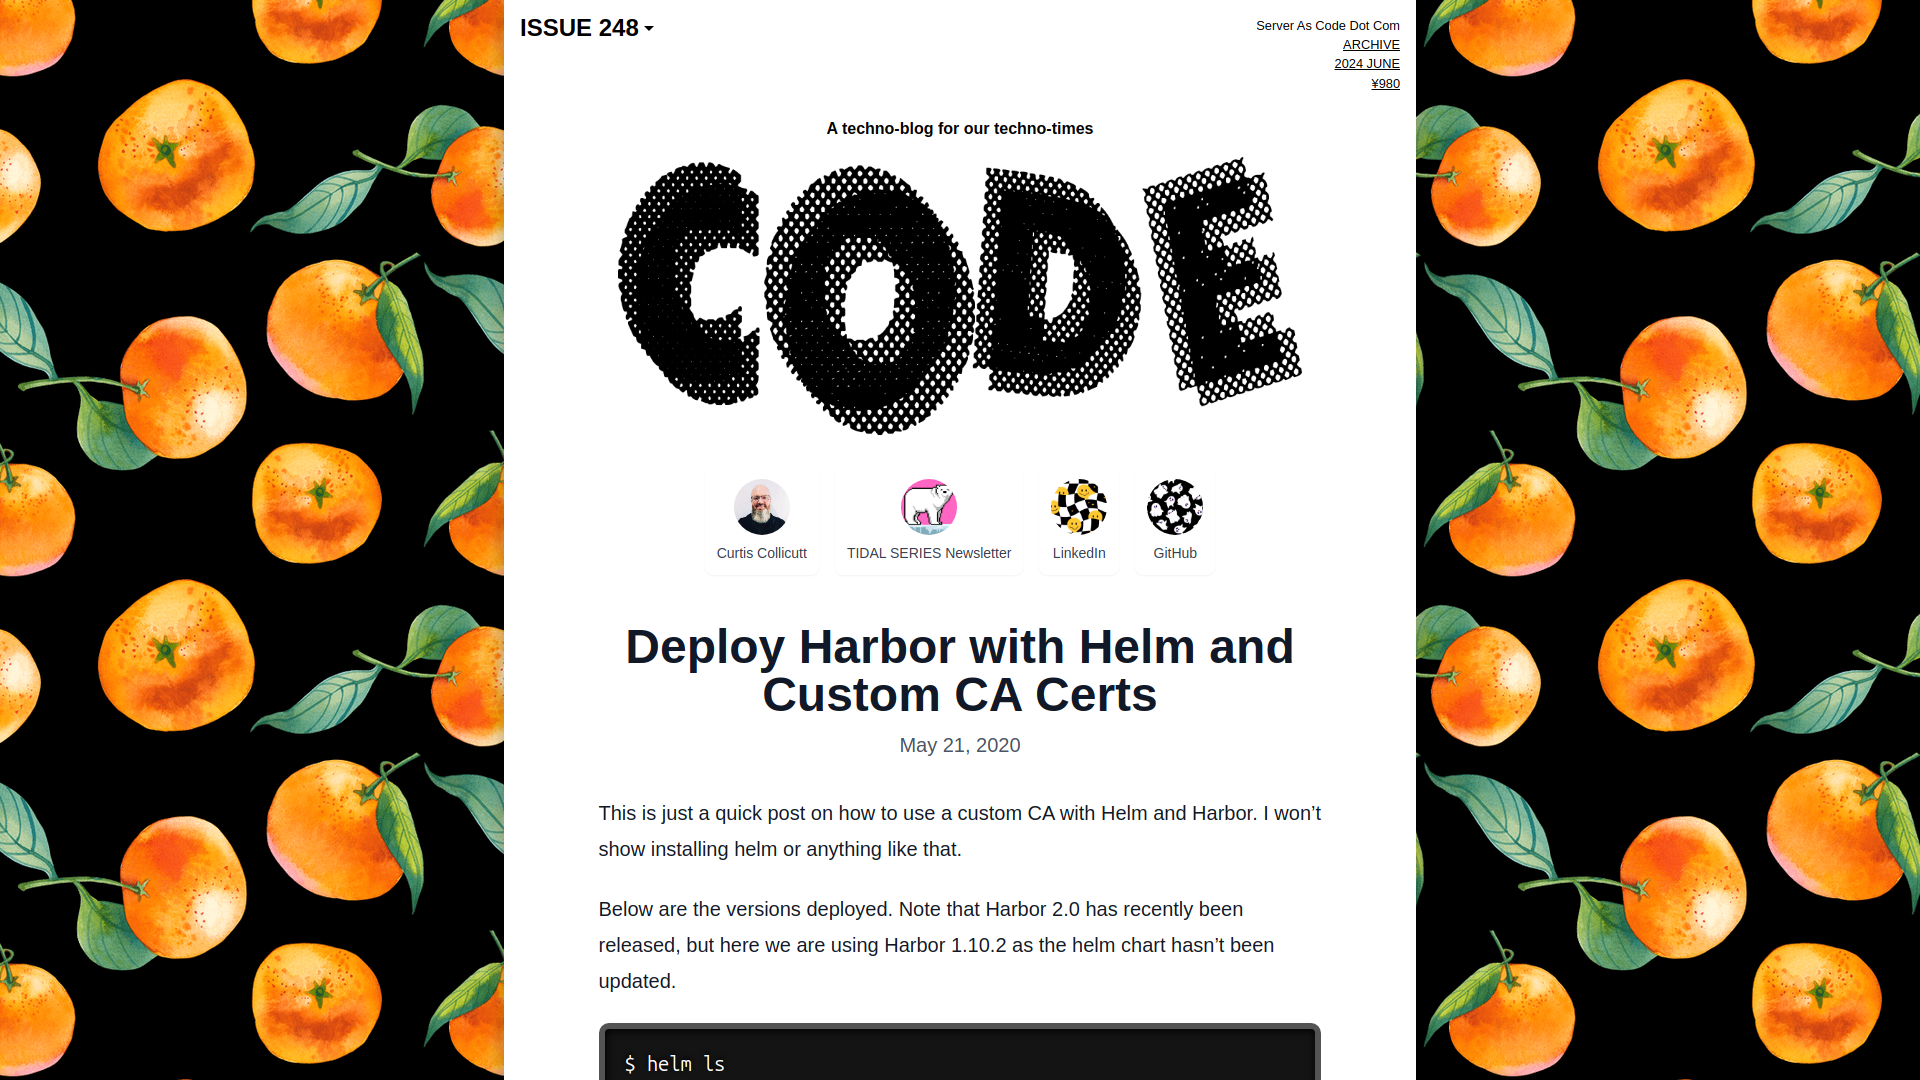 ISSUE 248
Server As Code Dot Com
ARCHIVE
2024 JUNE
¥980
A techno-blog for our techno-times
CODE
Curtis Collicutt
TIDAL SERIES Newsletter
LinkedIn
GitHub
Deploy Harbor with Helm and
Custom CA Certs
May 21, 2020
This is just a quick post on how to use a custom CA with Helm and Harbor. I won’t
show installing helm or anything like that.
Below are the versions deployed. Note that Harbor 2.0 has recently been
released, but here we are using Harbor 1.10.2 as the helm chart hasn’t been
updated.
$ helm ls